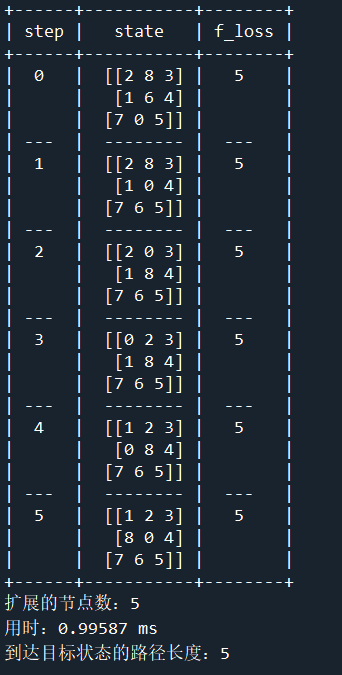 +------+-----------+--------+
| step |   state   | f_loss |
+------+-----------+--------+
|  0   |  [[2 8 3] |   5    |
|      |   [1 6 4] |        |
|      |  [7 0 5]] |        |
| ---  |  -------- |  ---   |
|  1   |  [[2 8 3] |   5    |
|      |   [1 0 4] |        |
|      |  [7 6 5]] |        |
| ---  |  -------- |  ---   |
|  2   |  [[2 0 3] |   5    |
|      |   [1 8 4] |        |
|      |  [7 6 5]] |        |
| ---  |  -------- |  ---   |
|  3   |  [[0 2 3] |   5    |
|      |   [1 8 4] |        |
|      |  [7 6 5]] |        |
| ---  |  -------- |  ---   |
|  4   |  [[1 2 3] |   5    |
|      |   [0 8 4] |        |
|      |  [7 6 5]] |        |
| ---  |  -------- |  ---   |
|  5   |  [[1 2 3] |   5    |
|      |   [8 0 4] |        |
|      |  [7 6 5]] |        |
+------+-----------+--------+
扩展的节点数：5
用时：0.99587 ms
到达目标状态的路径长度：5